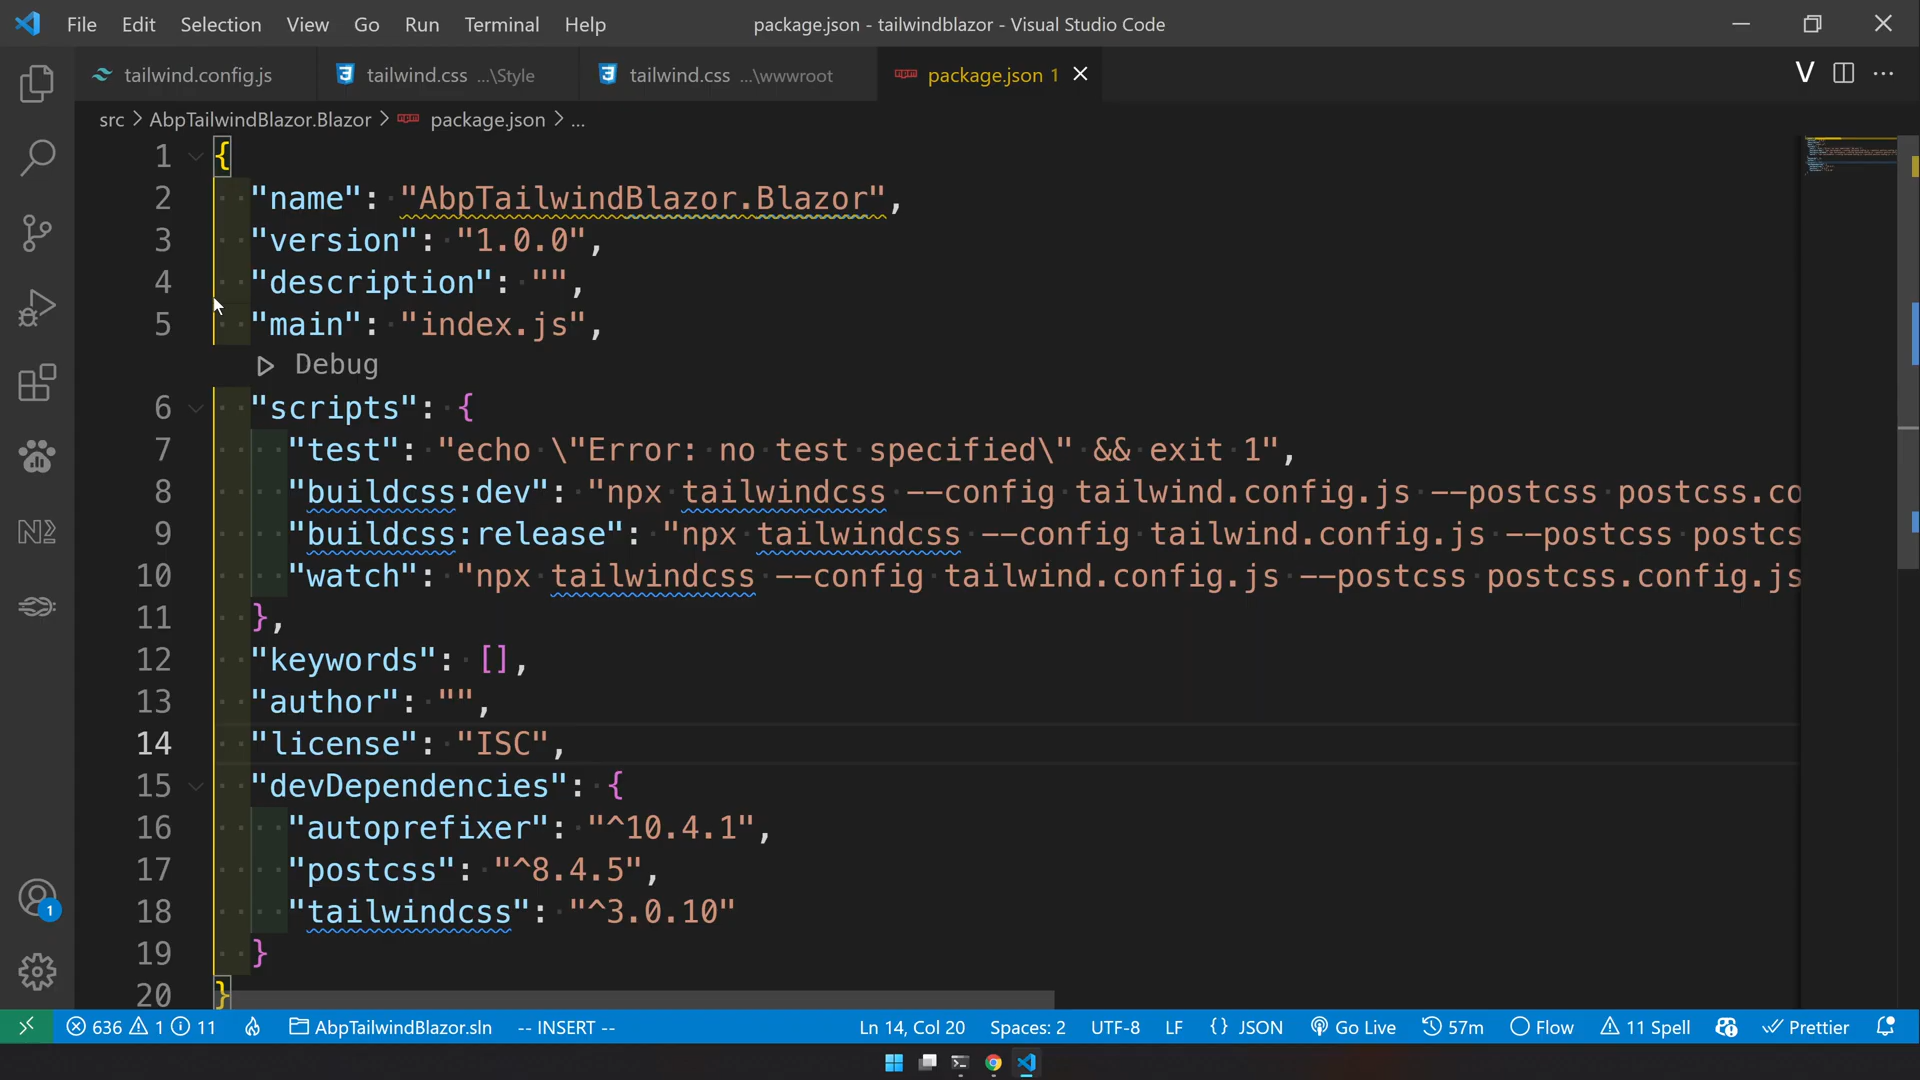 File Edit Selection View Go Run Terminal Help package.json - tailwindblazor - Visual Studio Code
tailwind.config.js tailwind.css ...\Style tailwind.css ...\wwwroot package.json 1
src > AbpTailwindBlazor.Blazor > package.json > ...
1 {
2 "name": "AbpTailwindBlazor.Blazor",
3 "version": "1.0.0",
4 "description": "",
5 "main": "index.js",
Debug
6 "scripts": {
7 "test": "echo \"Error: no test specified\" && exit 1",
8 "buildcss:dev": "npx tailwindcss --config tailwind.config.js --postcss postcss.co
9 "buildcss:release": "npx tailwindcss --config tailwind.config.js --postcss postcs
10 "watch": "npx tailwindcss --config tailwind.config.js --postcss postcss.config.js
11 },
12 "keywords": [],
13 "author": "",
14 "license": "ISC",
15 "devDependencies": {
16 "autoprefixer": "^10.4.1",
17 "postcss": "^8.4.5",
18 "tailwindcss": "^3.0.10"
19 }
20 }
1
636 1 11 AbpTailwindBlazor.sln -- INSERT -- Ln 14, Col 20 Spaces: 2 UTF-8 LF {} JSON Go Live 57m Flow 11 Spell Prettier